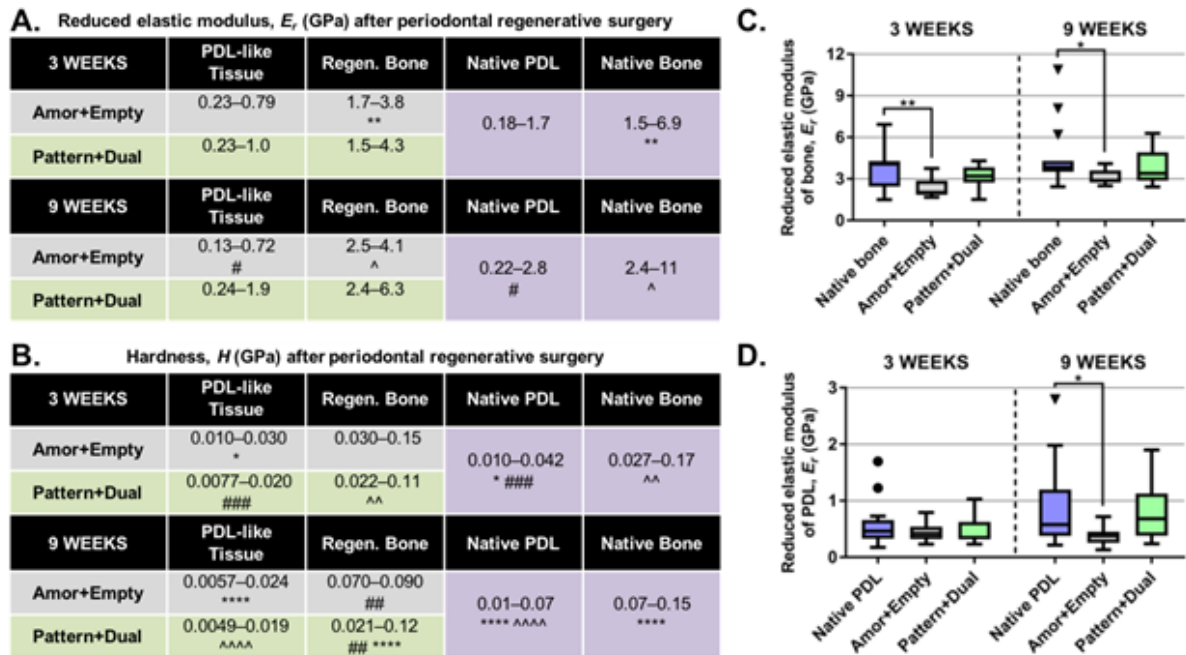 A. Reduced elastic modulus, Er (GPa) after periodontal regenerative surgery
3 WEEKS PDL-like Tissue Regen. Bone Native PDL Native Bone
Amor+Empty 0.23–0.79 1.7–3.8 ** 0.18–1.7 1.5–6.9 **
Pattern+Dual 0.23–1.0 1.5–4.3
9 WEEKS PDL-like Tissue Regen. Bone Native PDL Native Bone
Amor+Empty 0.13–0.72 # 2.5–4.1 ^ 0.22–2.8 # 2.4–11 ^
Pattern+Dual 0.24–1.9 2.4–6.3
B. Hardness, H (GPa) after periodontal regenerative surgery
3 WEEKS PDL-like Tissue Regen. Bone Native PDL Native Bone
Amor+Empty 0.010–0.030 * 0.030–0.15 0.010–0.042 * ### 0.027–0.17 ^^
Pattern+Dual 0.0077–0.020 ### 0.022–0.11 ^^
9 WEEKS PDL-like Tissue Regen. Bone Native PDL Native Bone
Amor+Empty 0.0057–0.024 **** 0.070–0.090 ## 0.01–0.07 **** ^^^^ 0.07–0.15 ****
Pattern+Dual 0.0049–0.019 ^^^^ 0.021–0.12 ## ****
C.
3 WEEKS 9 WEEKS
Reduced elastic modulus
of bone, Er (GPa)
12
9
6
3
0
**
*
Native bone Amor+Empty Pattern+Dual Native bone Amor+Empty Pattern+Dual
D.
3 WEEKS 9 WEEKS
Reduced elastic modulus
of PDL, Er (GPa)
3
2
1
0
*
Native PDL Amor+Empty Pattern+Dual Native PDL Amor+Empty Pattern+Dual